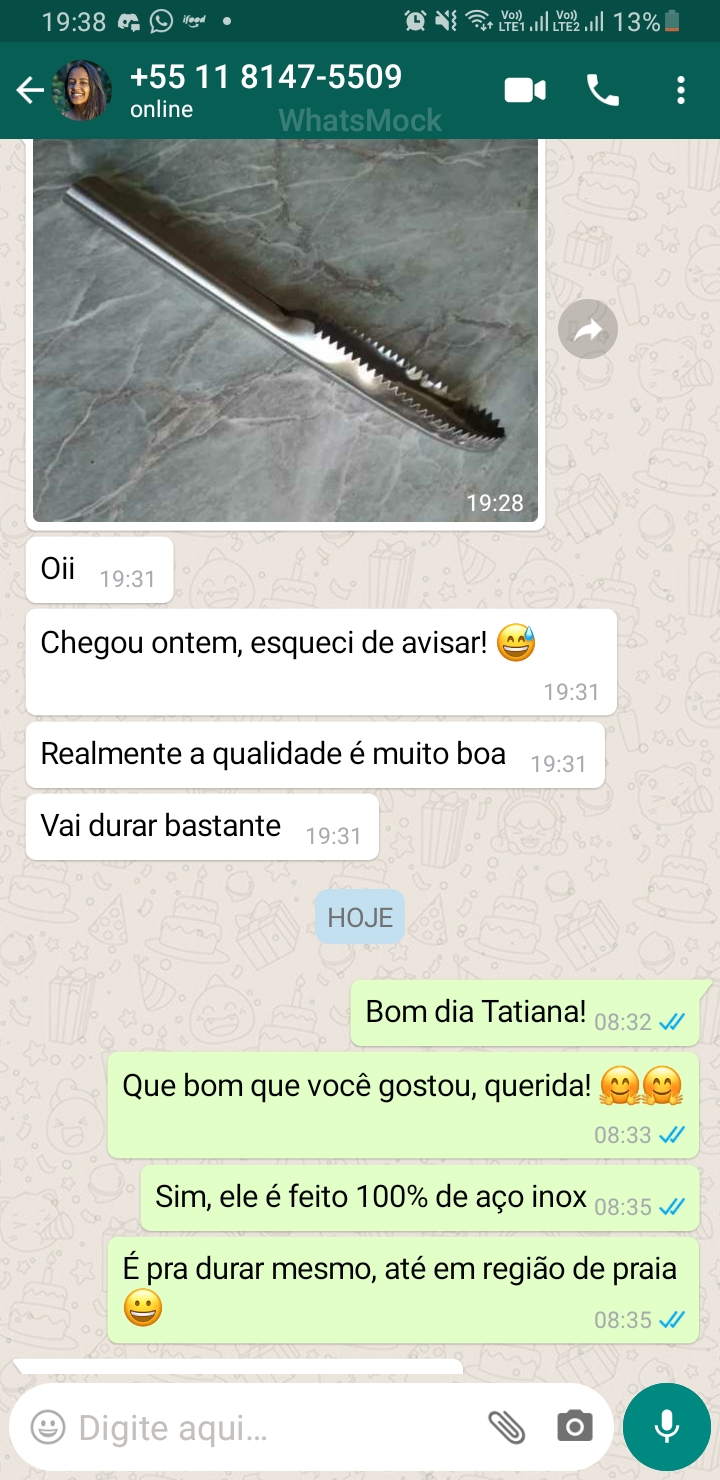 19:38 ifood Vo)) LTE1 Vo)) LTE2 13%
+55 11 8147-5509
online
WhatsMock
19:28
Oii 19:31
Chegou ontem, esqueci de avisar! 😅
19:31
Realmente a qualidade é muito boa 19:31
Vai durar bastante 19:31
HOJE
Bom dia Tatiana! 08:32
Que bom que você gostou, querida! 🤗🤗
08:33
Sim, ele é feito 100% de aço inox 08:35
É pra durar mesmo, até em região de praia
😀 08:35
Digite aqui...